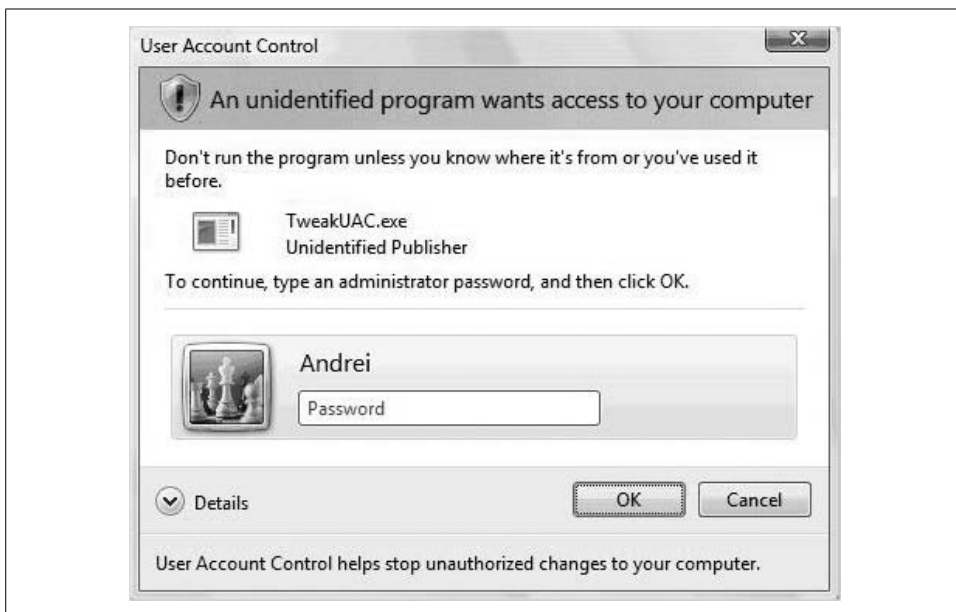 User Account Control
An unidentified program wants access to your computer
Don't run the program unless you know where it's from or you've used it
before.
TweakUAC.exe
Unidentified Publisher
To continue, type an administrator password, and then click OK.
Andrei
Password
Details
OK
Cancel
User Account Control helps stop unauthorized changes to your computer.